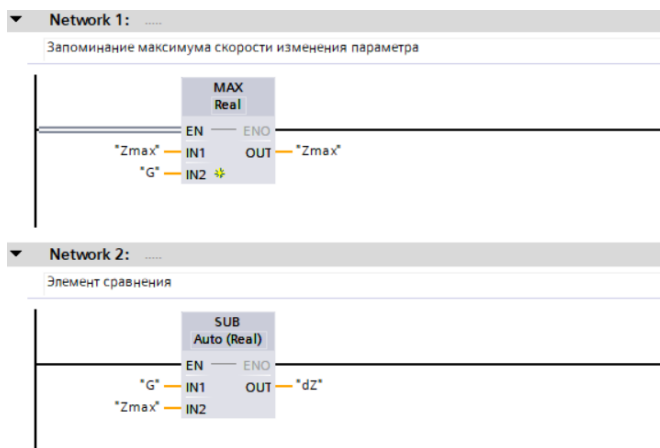 Network 1: .....
Запоминание максимума скорости изменения параметра
MAX
Real
EN ENO
"Zmax" IN1 OUT "Zmax"
"G" IN2
Network 2: .....
Элемент сравнения
SUB
Auto (Real)
EN ENO
"G" IN1 OUT "dZ"
"Zmax" IN2